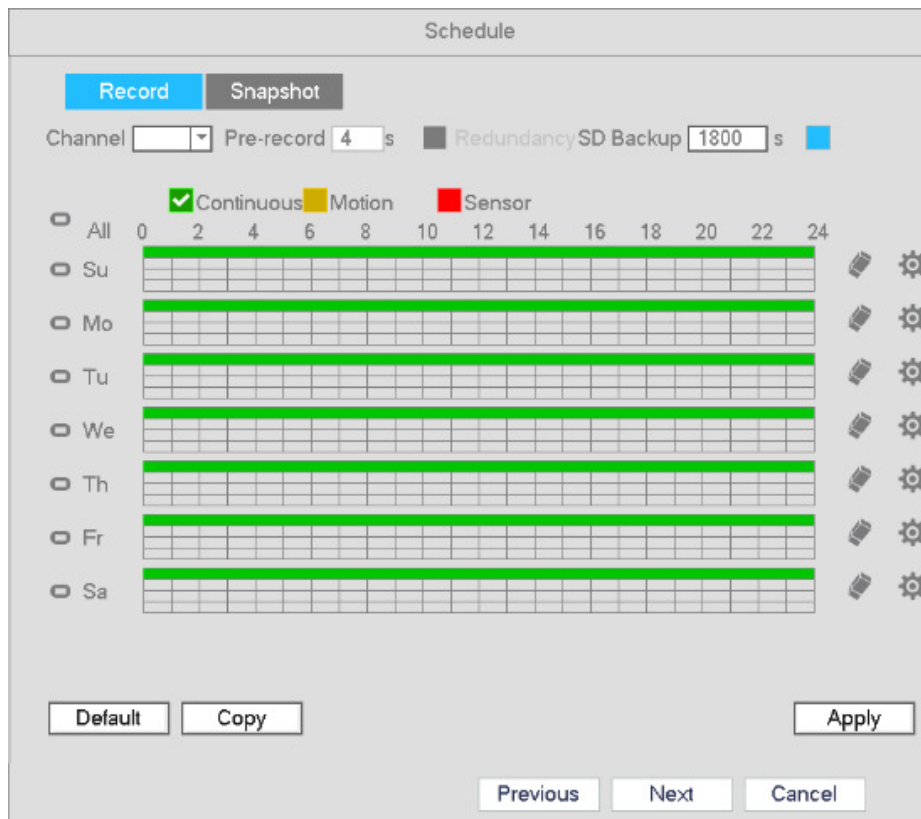 Schedule
Record Snapshot
Channel Pre-record 4 s Redundancy SD Backup 1800 s
Continuous Motion Sensor
All 0 2 4 6 8 10 12 14 16 18 20 22 24
Su
Mo
Tu
We
Th
Fr
Sa
Default Copy Apply
Previous Next Cancel